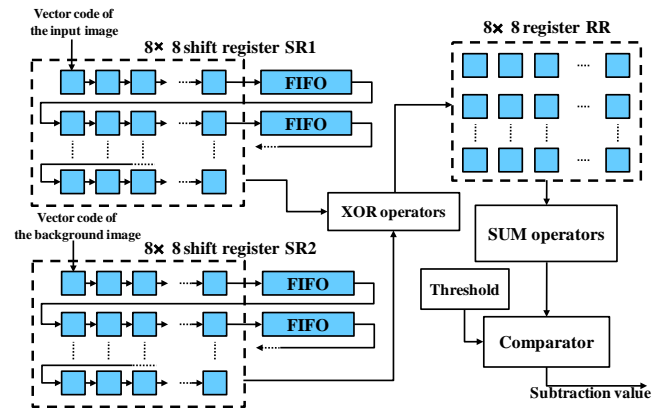 Vector code of
the input image
8× 8 shift register SR1
FIFO
FIFO
Vector code of
the background image
8× 8 shift register SR2
FIFO
FIFO
XOR operators
8× 8 register RR
SUM operators
Threshold
Comparator
Subtraction value